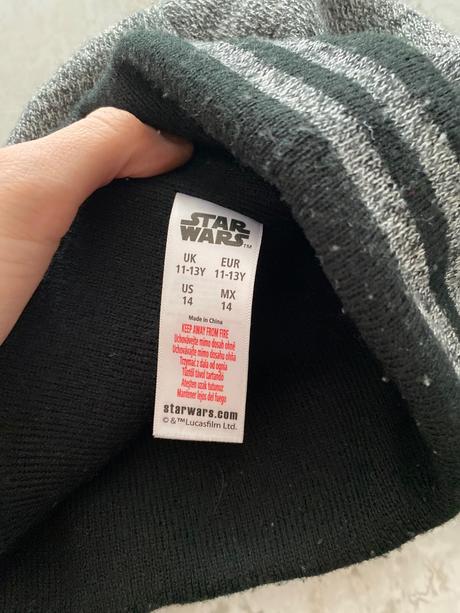 STAR
WARS™
UK EUR
11-13Y 11-13Y
US MX
14 14
Made in China
KEEP AWAY FROM FIRE
Uchovávejte mimo dosah ohně
Uchovávajte mimo dosahu ohňa
Trzymać z dala od ognia
Tűztől távol tartandó
Ateşten uzak tutunuz
Mantener lejos del fuego
starwars.com
© &™Lucasfilm Ltd.